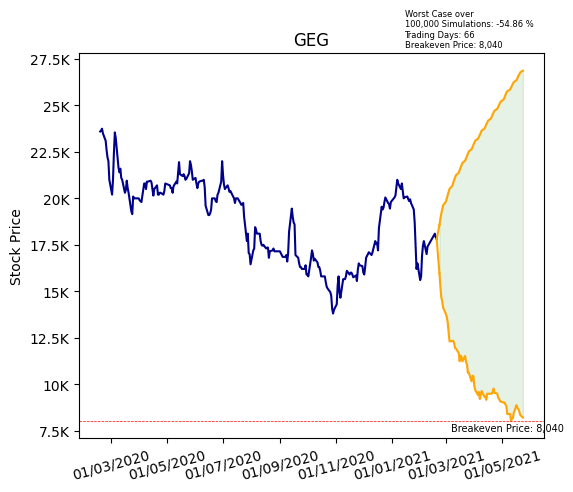 Worst Case over
100,000 Simulations: -54.86 %
Trading Days: 66
Breakeven Price: 8,040
GEG
27.5K
25K
22.5K
20K
17.5K
15K
12.5K
10K
7.5K
Stock Price
Breakeven Price: 8,040
01/03/2020
01/05/2020
01/07/2020
01/09/2020
01/11/2020
01/01/2021
01/03/2021
01/05/2021